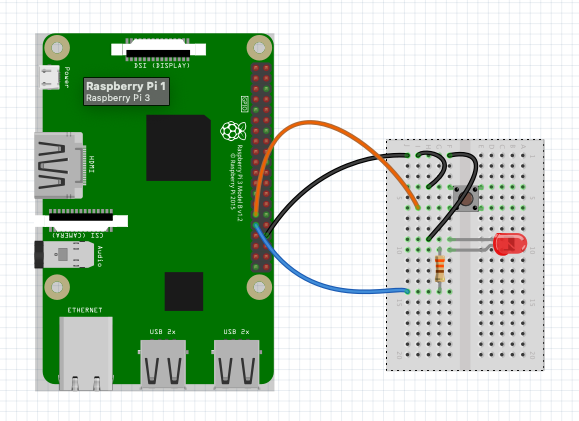 DSI (DISPLAY)
Power
Raspberry Pi 1
Raspberry Pi 3
GPIO
HDMI
Raspberry Pi 3 Model B v1.2
© Raspberry Pi 2015
CSI (CAMERA)
Audio
ETHERNET
USB 2x
USB 2x